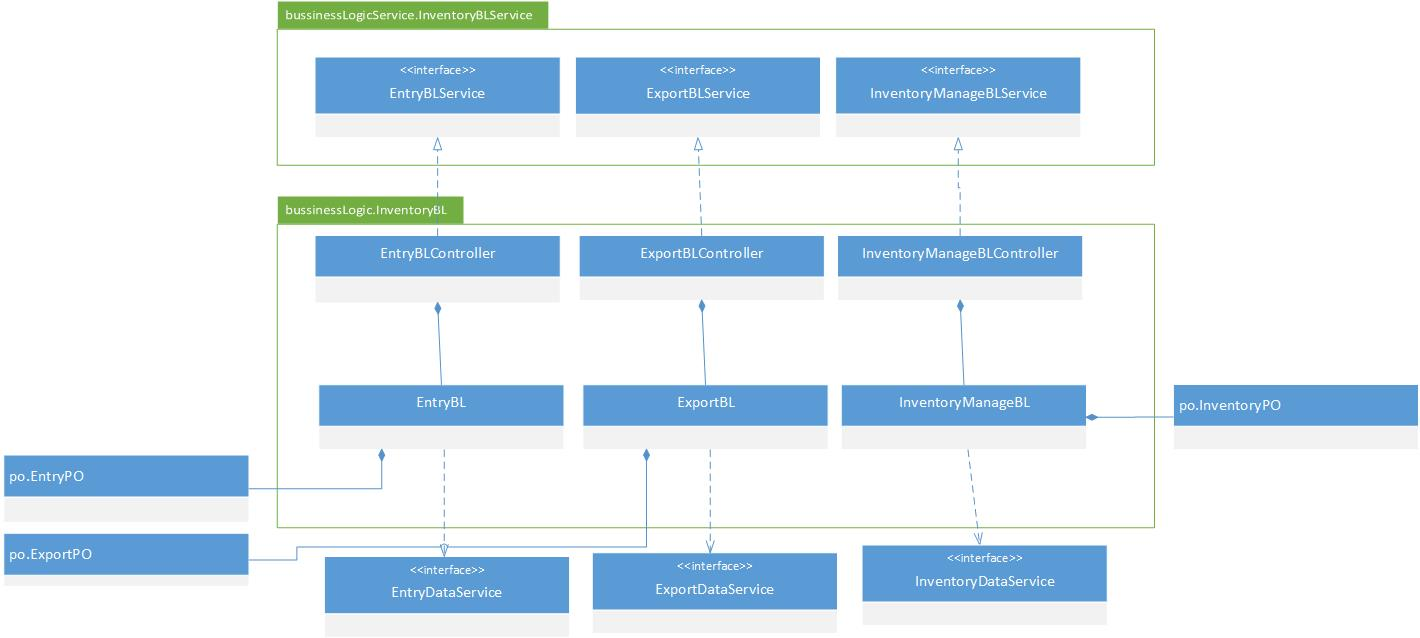 bussinessLogicService.InventoryBLService
<<interface>>
EntryBLService
<<interface>>
ExportBLService
<<interface>>
InventoryManageBLService
bussinessLogic.InventoryBL
EntryBLController
ExportBLController
InventoryManageBLController
EntryBL
ExportBL
InventoryManageBL
po.InventoryPO
po.EntryPO
po.ExportPO
<<interface>>
EntryDataService
<<interface>>
ExportDataService
<<interface>>
InventoryDataService